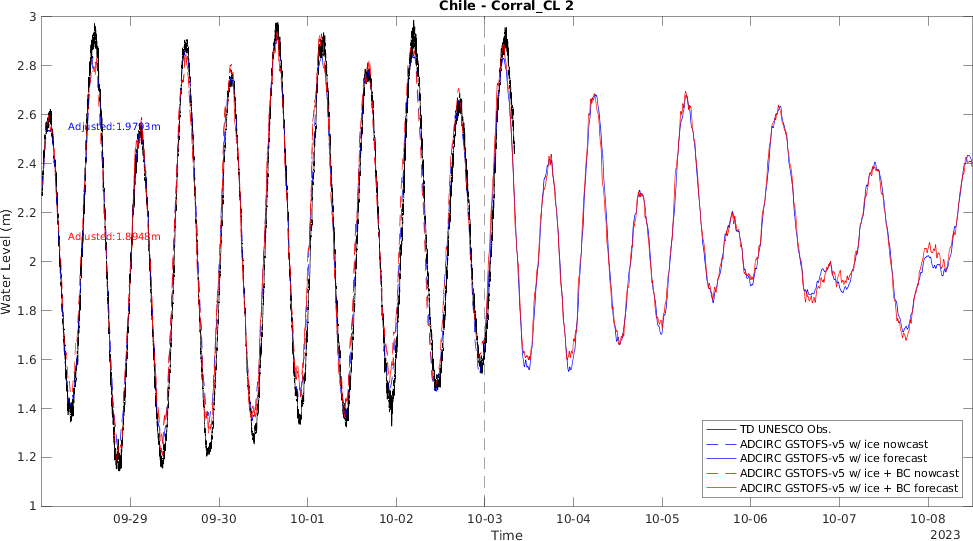 Chile - Corral_CL 2
3
2.8
2.6
2.4
2.2
2
1.8
1.6
1.4
1.2
1
Water Level (m)
Adjusted:1.9793m
Adjusted:1.8948m
TD UNESCO Obs.
ADCIRC GSTOFS-v5 w/ ice nowcast
ADCIRC GSTOFS-v5 w/ ice forecast
ADCIRC GSTOFS-v5 w/ ice + BC nowcast
ADCIRC GSTOFS-v5 w/ ice + BC forecast
09-29 09-30 10-01 10-02 10-03 10-04 10-05 10-06 10-07 10-08
2023
Time